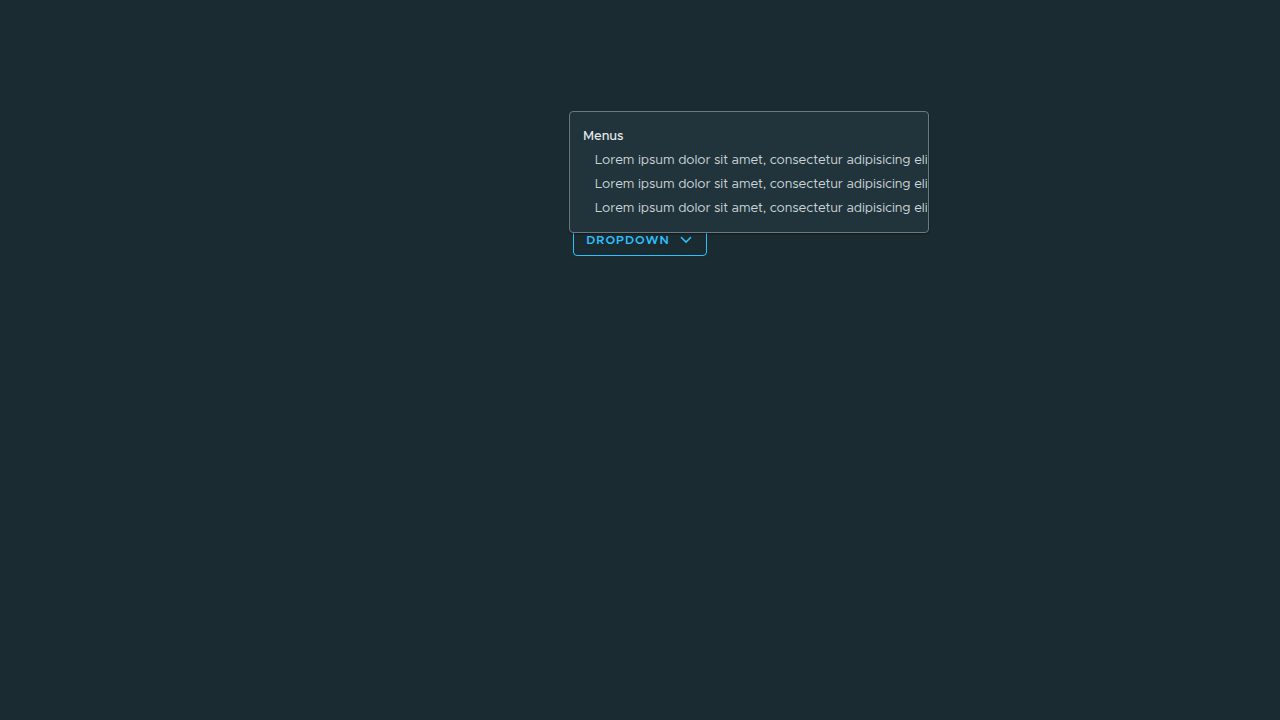 Menus
Lorem ipsum dolor sit amet, consectetur adipisicing eli
Lorem ipsum dolor sit amet, consectetur adipisicing eli
Lorem ipsum dolor sit amet, consectetur adipisicing eli
DROPDOWN